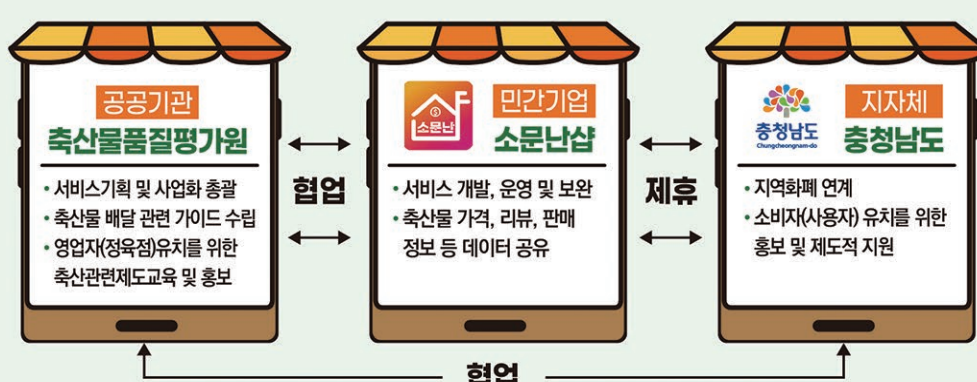 공공기관
축산물품질평가원
• 서비스기획 및 사업화 총괄
• 축산물 배달 관련 가이드 수립
• 영업자(정육점)유치를 위한
축산관련제도교육 및 홍보
협업
소문난
민간기업
소문난샵
• 서비스 개발, 운영 및 보완
• 축산물 가격, 리뷰, 판매
정보 등 데이터 공유
제휴
충청남도
Chungcheongnam-do
지자체
충청남도
• 지역화폐 연계
• 소비자(사용자) 유치를 위한
홍보 및 제도적 지원
협업